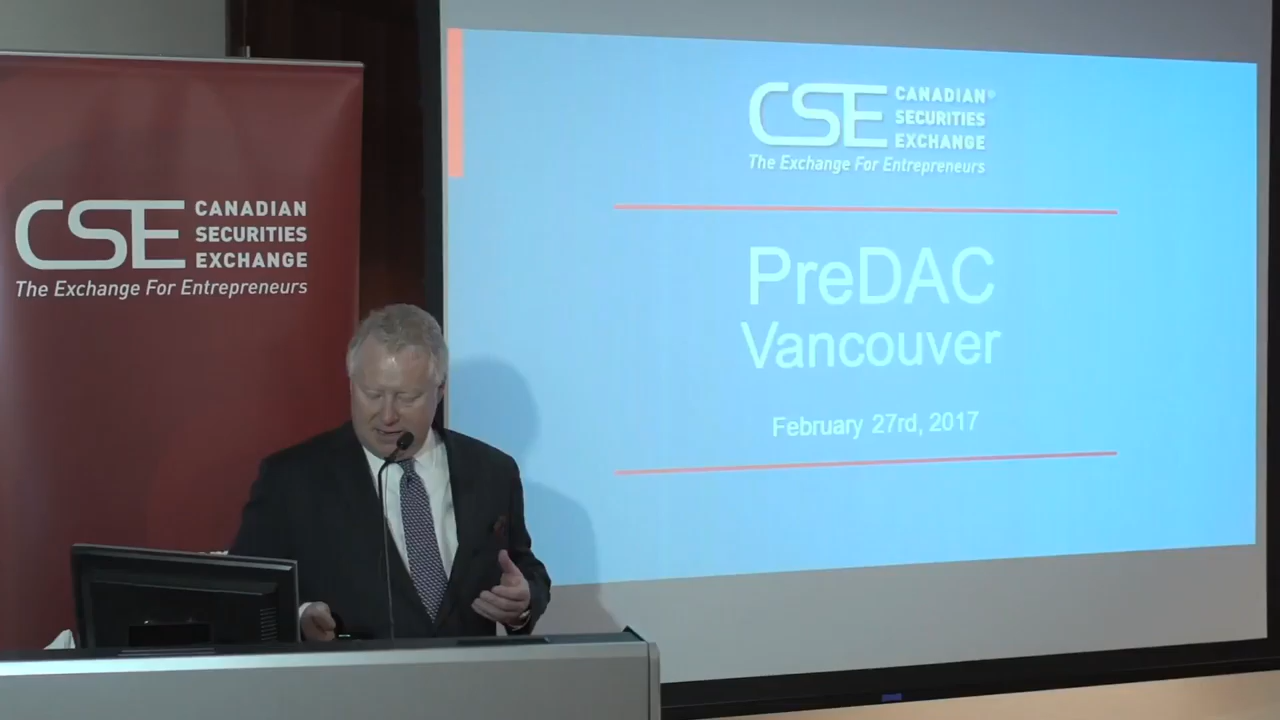 CSE CANADIAN
SECURITIES
EXCHANGE
The Exchange For Entrepreneurs
CSE CANADIAN®
SECURITIES
EXCHANGE
The Exchange For Entrepreneurs
PreDAC
Vancouver
February 27rd, 2017